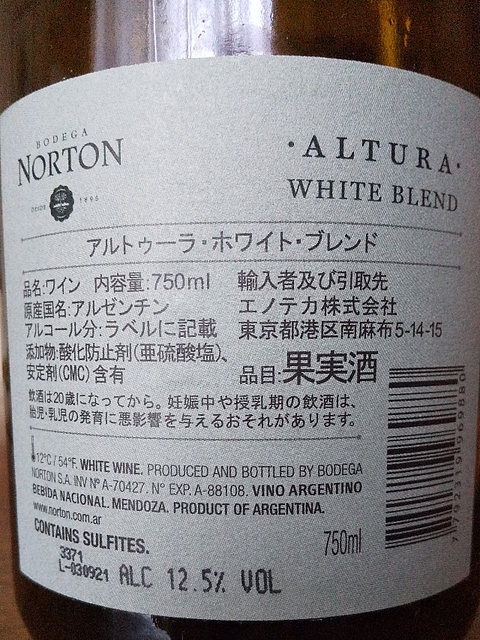 BODEGA
NORTON
DESDE 1895
·ALTURA·
WHITE BLEND
アルトゥーラ・ホワイト・ブレンド
品名:ワイン 内容量:750ml
原産国名:アルゼンチン
アルコール分:ラベルに記載
添加物:酸化防止剤(亜硫酸塩)、
安定剤(CMC)含有
輸入者及び引取先
エノテカ株式会社
東京都港区南麻布5-14-15
品目:果実酒
飲酒は20歳になってから。妊娠中や授乳期の飲酒は、
胎児・乳児の発育に悪影響を与えるおそれがあります。
12°C / 54°F. WHITE WINE. PRODUCED AND BOTTLED BY BODEGA
NORTON S.A. INV Nº A-70427. N° EXP. A-88108. VINO ARGENTINO
BEBIDA NACIONAL. MENDOZA. PRODUCT OF ARGENTINA.
www.norton.com.ar
CONTAINS SULFITES.
750ml
3371
L-030921 ALC 12.5% VOL